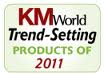 KMWorld
Trend-Setting
PRODUCTS OF
2011